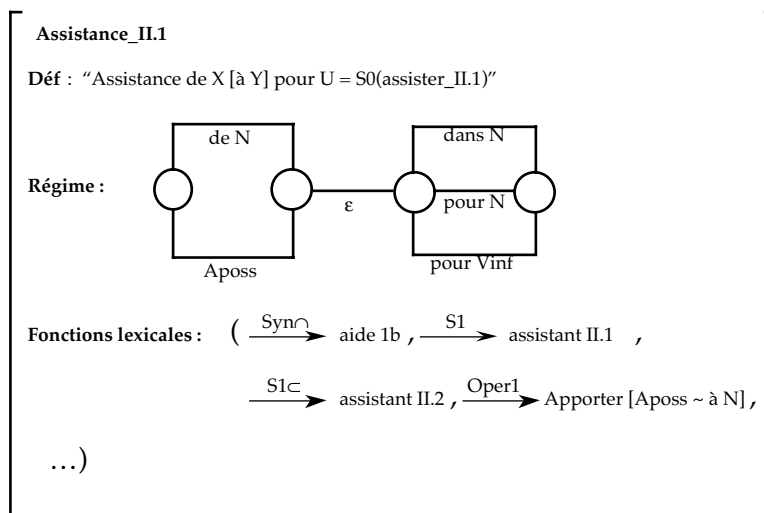 Assistance_II.1
Déf : "Assistance de X [à Y] pour U = S0(assister_II.1)"
de N
dans N
Régime :
ε
pour N
Aposs
pour Vinf
Fonctions lexicales : ( Syn∩ aide 1b , S1 assistant II.1 ,
S1⊂ assistant II.2 , Oper1 Apporter [Aposs ~ à N] ,
…)